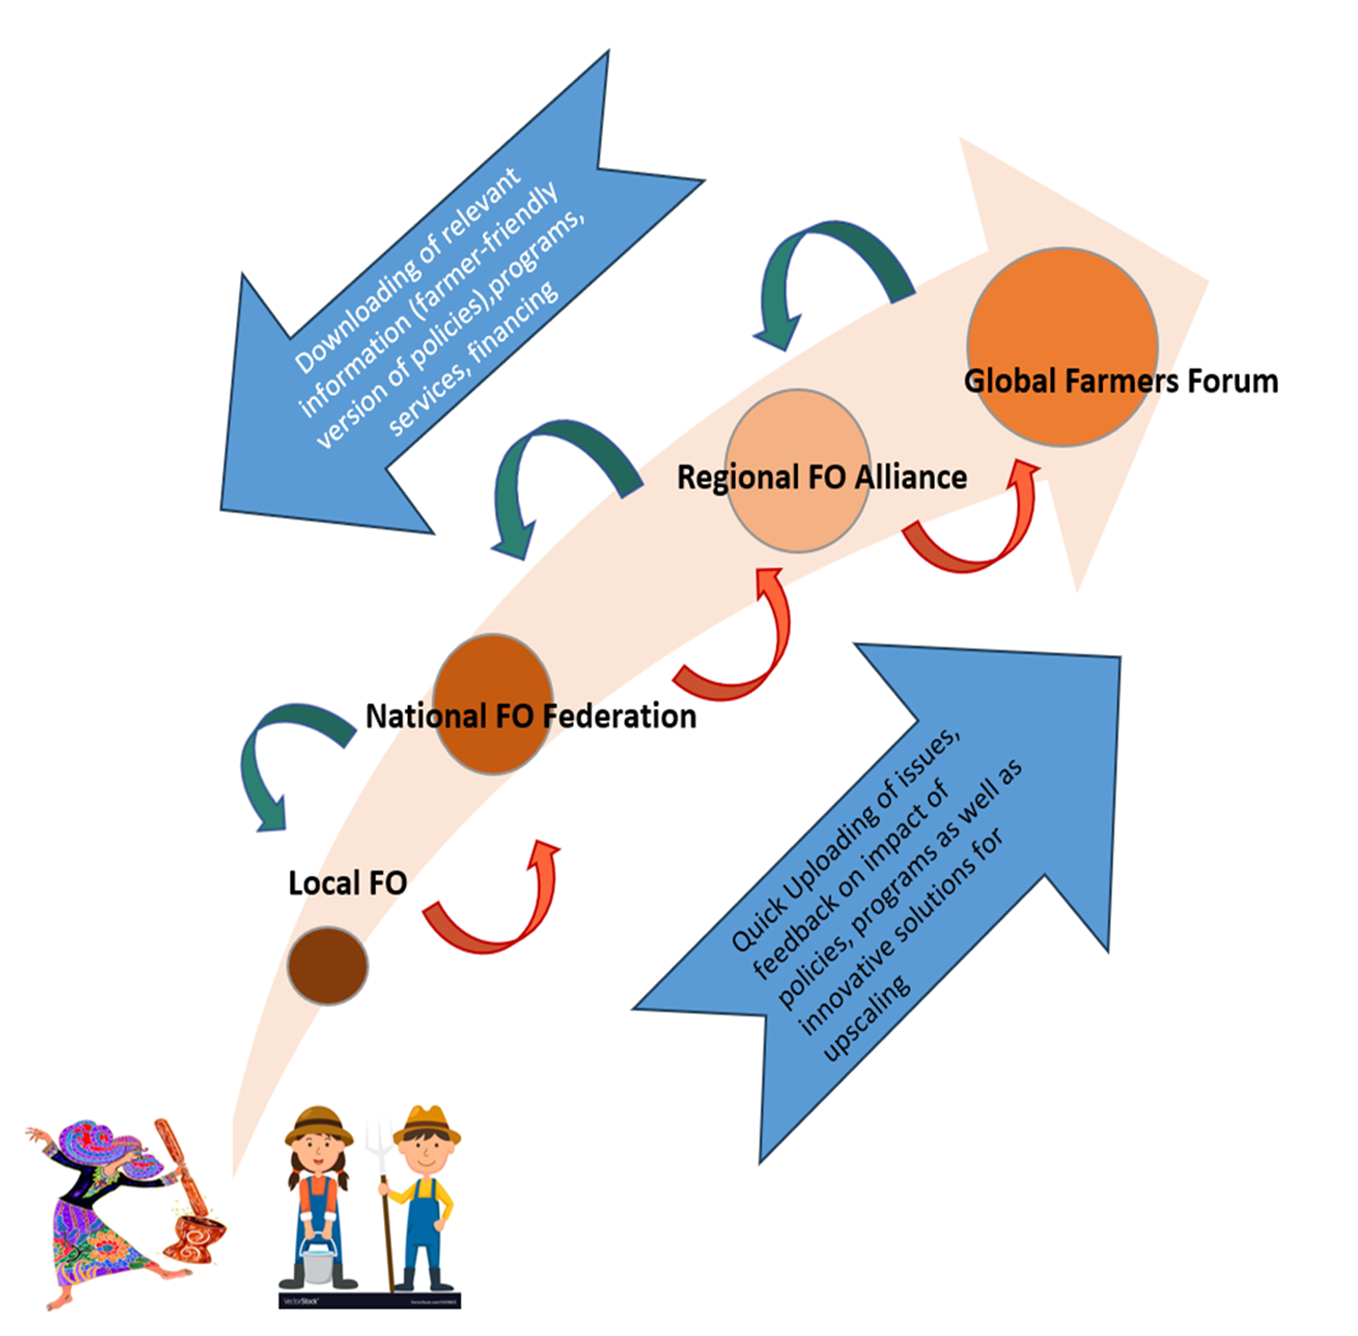 Downloading of relevant
information (farmer-friendly
version of policies),programs,
services, financing
Global Farmers Forum
Regional FO Alliance
National FO Federation
Local FO
Quick Uploading of issues,
feedback on impact of
policies, programs as well as
innovative solutions for
upscaling
VectorStock